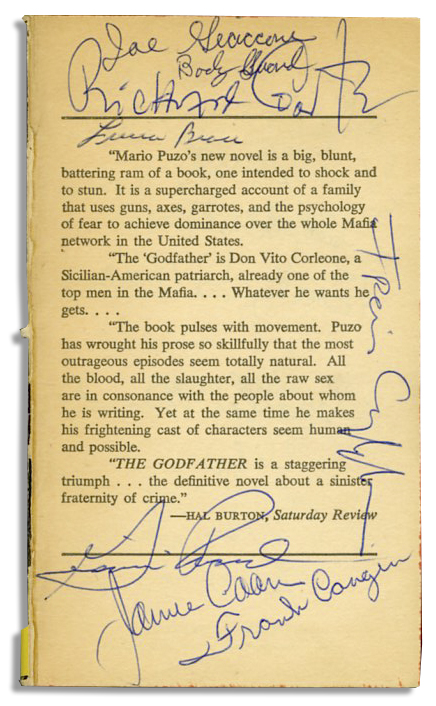 Joe
Body Guard
Richard
"Mario Puzo's new novel is a big, blunt,
battering ram of a book, one intended to shock and
to stun. It is a supercharged account of a family
that uses guns, axes, garrotes, and the psychology
of fear to achieve dominance over the whole Mafia
network in the United States.
"The 'Godfather' is Don Vito Corleone, a
Sicilian-American patriarch, already one of the
top men in the Mafia. . . . Whatever he wants he
gets. . . .
"The book pulses with movement. Puzo
has wrought his prose so skillfully that the most
outrageous episodes seem totally natural. All
the blood, all the slaughter, all the raw sex
are in consonance with the people about whom
he is writing. Yet at the same time he makes
his frightening cast of characters seem human
and possible.
"THE GODFATHER is a staggering
triumph . . . the definitive novel about a sinister
fraternity of crime."
—HAL BURTON, Saturday Review
James Caan
Frank